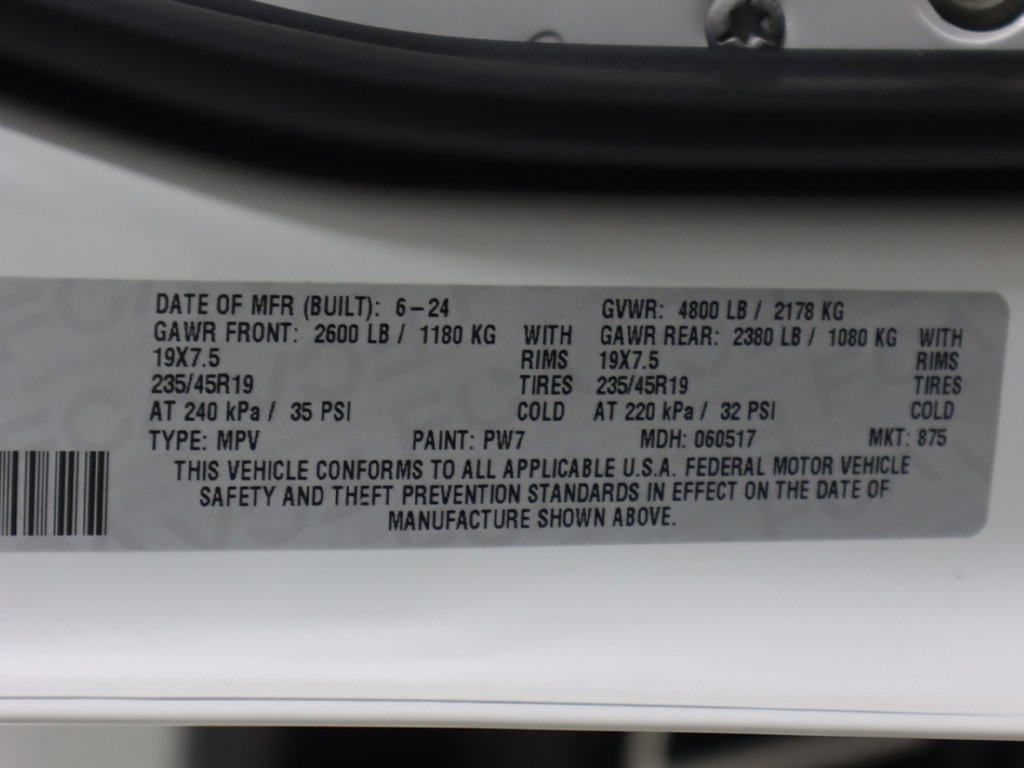 DATE OF MFR (BUILT): 6-24 GVWR: 4800 LB / 2178 KG
GAWR FRONT: 2600 LB / 1180 KG WITH GAWR REAR: 2380 LB / 1080 KG WITH
19X7.5 RIMS 19X7.5 RIMS
235/45R19 TIRES 235/45R19 TIRES
AT 240 kPa / 35 PSI COLD AT 220 kPa / 32 PSI COLD
TYPE: MPV PAINT: PW7 MDH: 060517 MKT: 875
THIS VEHICLE CONFORMS TO ALL APPLICABLE U.S.A. FEDERAL MOTOR VEHICLE
SAFETY AND THEFT PREVENTION STANDARDS IN EFFECT ON THE DATE OF
MANUFACTURE SHOWN ABOVE.